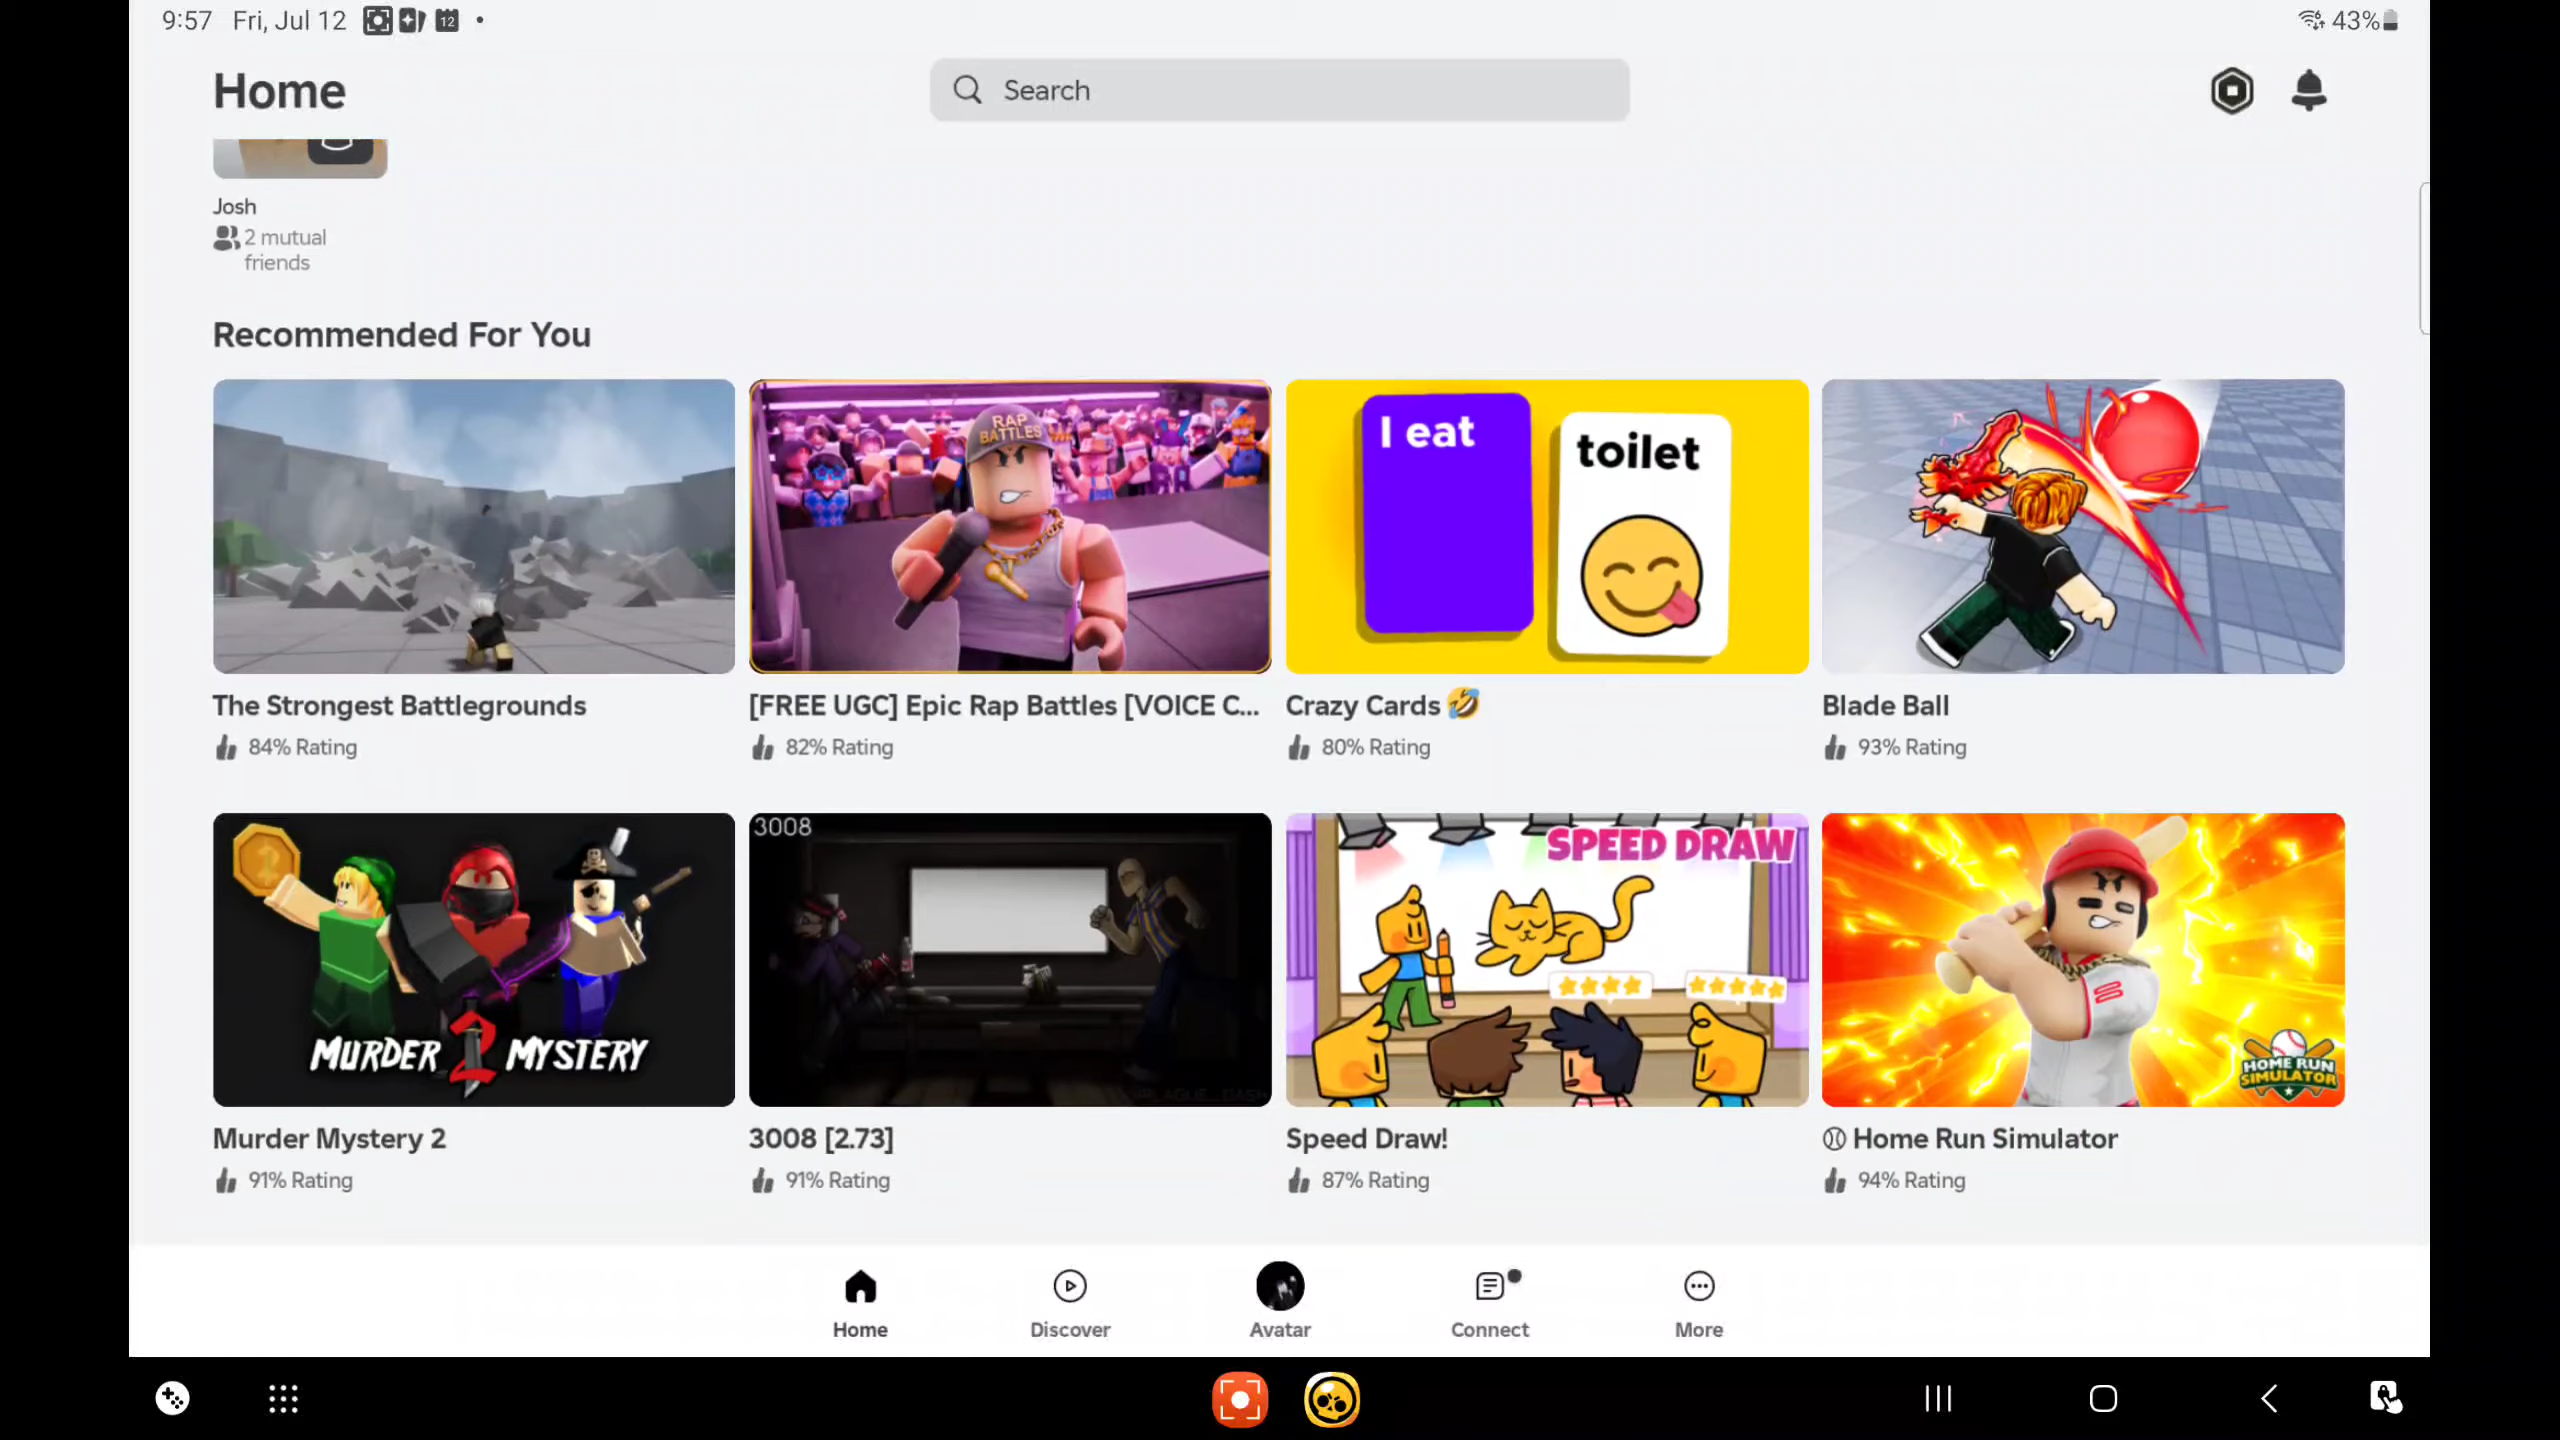 9:57 Fri, Jul 12 12 43%
Home
Search
Josh
2 mutual
friends
Recommended For You
RAP
BATTLES
I eat
toilet
The Strongest Battlegrounds
[FREE UGC] Epic Rap Battles [VOICE C...
Crazy Cards 🤣
Blade Ball
84% Rating
82% Rating
80% Rating
93% Rating
2
MURDER 2 MYSTERY
3008
SPEED DRAW
HOME RUN
SIMULATOR
Murder Mystery 2
3008 [2.73]
Speed Draw!
Home Run Simulator
91% Rating
91% Rating
87% Rating
94% Rating
Home
Discover
Avatar
Connect
More